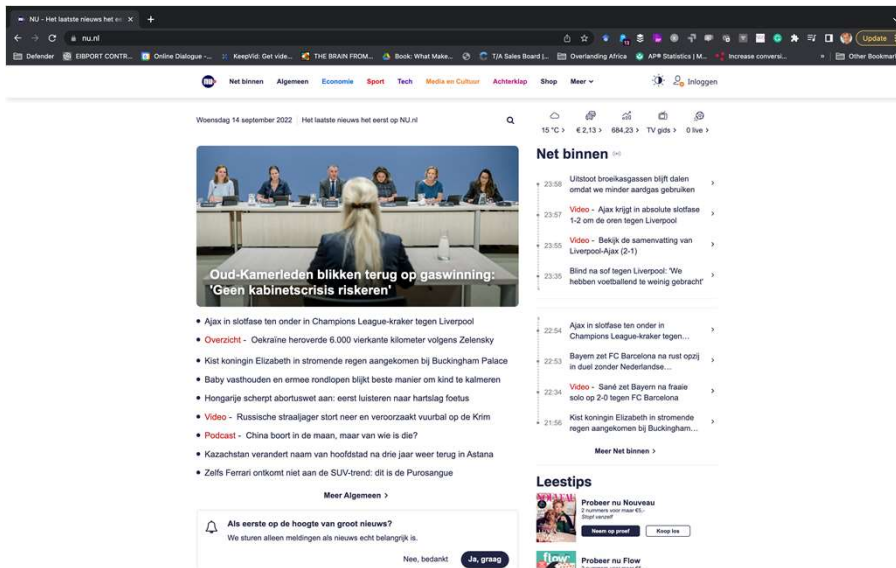 NU - Het laatste nieuws het
nu.nl
Update
Defender
EIBPORT CONTR...
Online Dialogue -...
KeepVid: Get vide...
THE BRAIN FROM...
Book: What Make...
T/A Sales Board |...
Overlanding Africa
AP® Statistics | M...
Increase conversi...
»
Other Bookmar
NU
Net binnen
Algemeen
Economie
Sport
Tech
Media en Cultuur
Achterklap
Shop
Meer
Inloggen
Woensdag 14 september 2022 | Het laatste nieuws het eerst op NU.nl
15 °C >
€ 2,13 >
684,23 >
TV gids >
0 live >
Oud-Kamerleden blikken terug op gaswinning:
'Geen kabinetscrisis riskeren'
• Ajax in slotfase ten onder in Champions League-kraker tegen Liverpool
• Overzicht - Oekraïne heroverde 6.000 vierkante kilometer volgens Zelensky
• Kist koningin Elizabeth in stromende regen aangekomen bij Buckingham Palace
• Baby vasthouden en ermee rondlopen blijkt beste manier om kind te kalmeren
• Hongarije scherpt abortuswet aan: eerst luisteren naar hartslag foetus
• Video - Russische straaljager stort neer en veroorzaakt vuurbal op de Krim
• Podcast - China boort in de maan, maar van wie is die?
• Kazachstan verandert naam van hoofdstad na drie jaar weer terug in Astana
• Zelfs Ferrari ontkomt niet aan de SUV-trend: dit is de Purosangue
Meer Algemeen >
Als eerste op de hoogte van groot nieuws?
We sturen alleen meldingen als nieuws echt belangrijk is.
Nee, bedankt
Ja, graag
Net binnen
23:58
Uitstoot broeikasgassen blijft dalen
omdat we minder aardgas gebruiken
23:57
Video - Ajax krijgt in absolute slotfase
1-2 om de oren tegen Liverpool
23:55
Video - Bekijk de samenvatting van
Liverpool-Ajax (2-1)
23:35
Blind na sof tegen Liverpool: 'We
hebben voetballend te weinig gebracht'
22:54
Ajax in slotfase ten onder in
Champions League-kraker tegen...
22:53
Bayern zet FC Barcelona na rust opzij
in duel zonder Nederlandse...
22:34
Video - Sané zet Bayern na fraaie
solo op 2-0 tegen FC Barcelona
21:56
Kist koningin Elizabeth in stromende
regen aangekomen bij Buckingham...
Meer Net binnen >
Leestips
NOUVEAU
Probeer nu Nouveau
2 nummers voor maar €5,-
Stopt vanzelf
Neem op proef
Koop los
flow
Probeer nu Flow